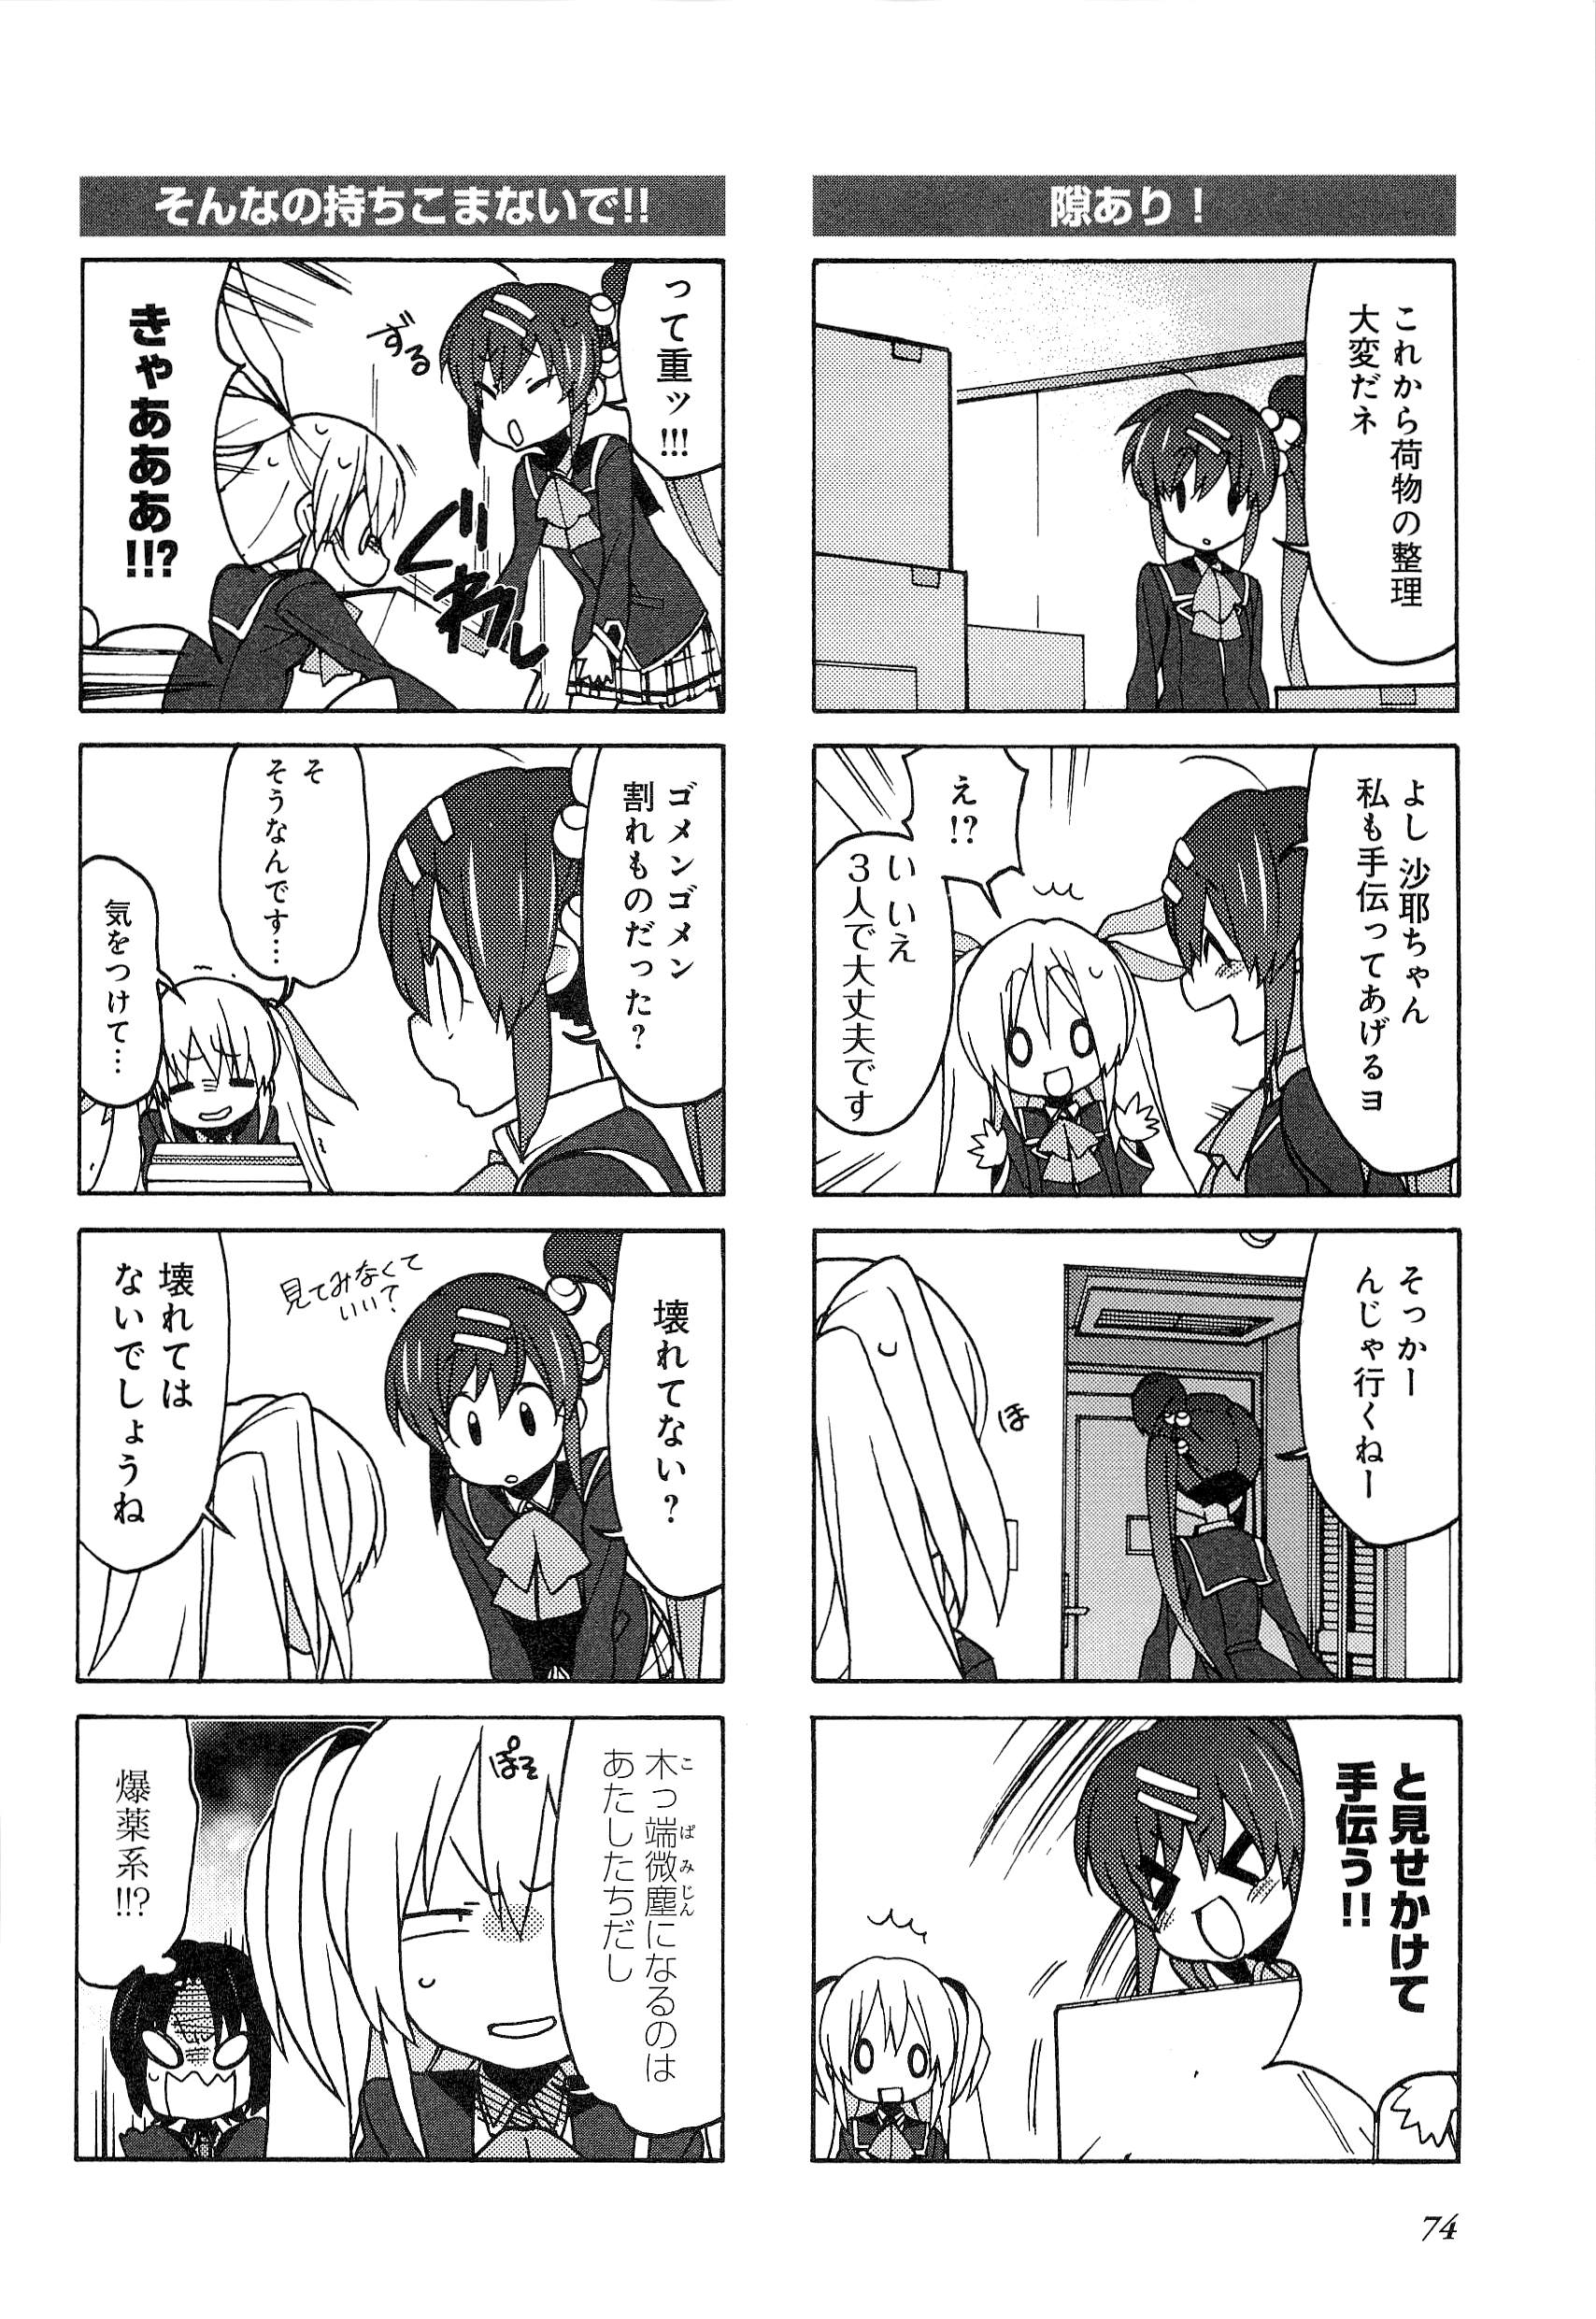 隙あり！
これから荷物の整理
大変だネ
よし 沙耶ちゃん
私も手伝ってあげるヨ
え!?
いいえ
3人で大丈夫です
そっかー
んじゃ行くねー
ほ
と見せかけて
手伝う!!
そんなの持ちこまないで!!
って重ッ!!!
ずる
ぐわしっ
きゃあああ!!!?
ゴメンゴメン
割れものだった？
そ
そうなんです…
気をつけて…
壊れてない？
見てみなくて
いい？
壊れては
ないでしょうね
木っ端微塵になるのは
こ ぱ みじん
あたしたちだし
ぽそ
爆薬系!!?
74